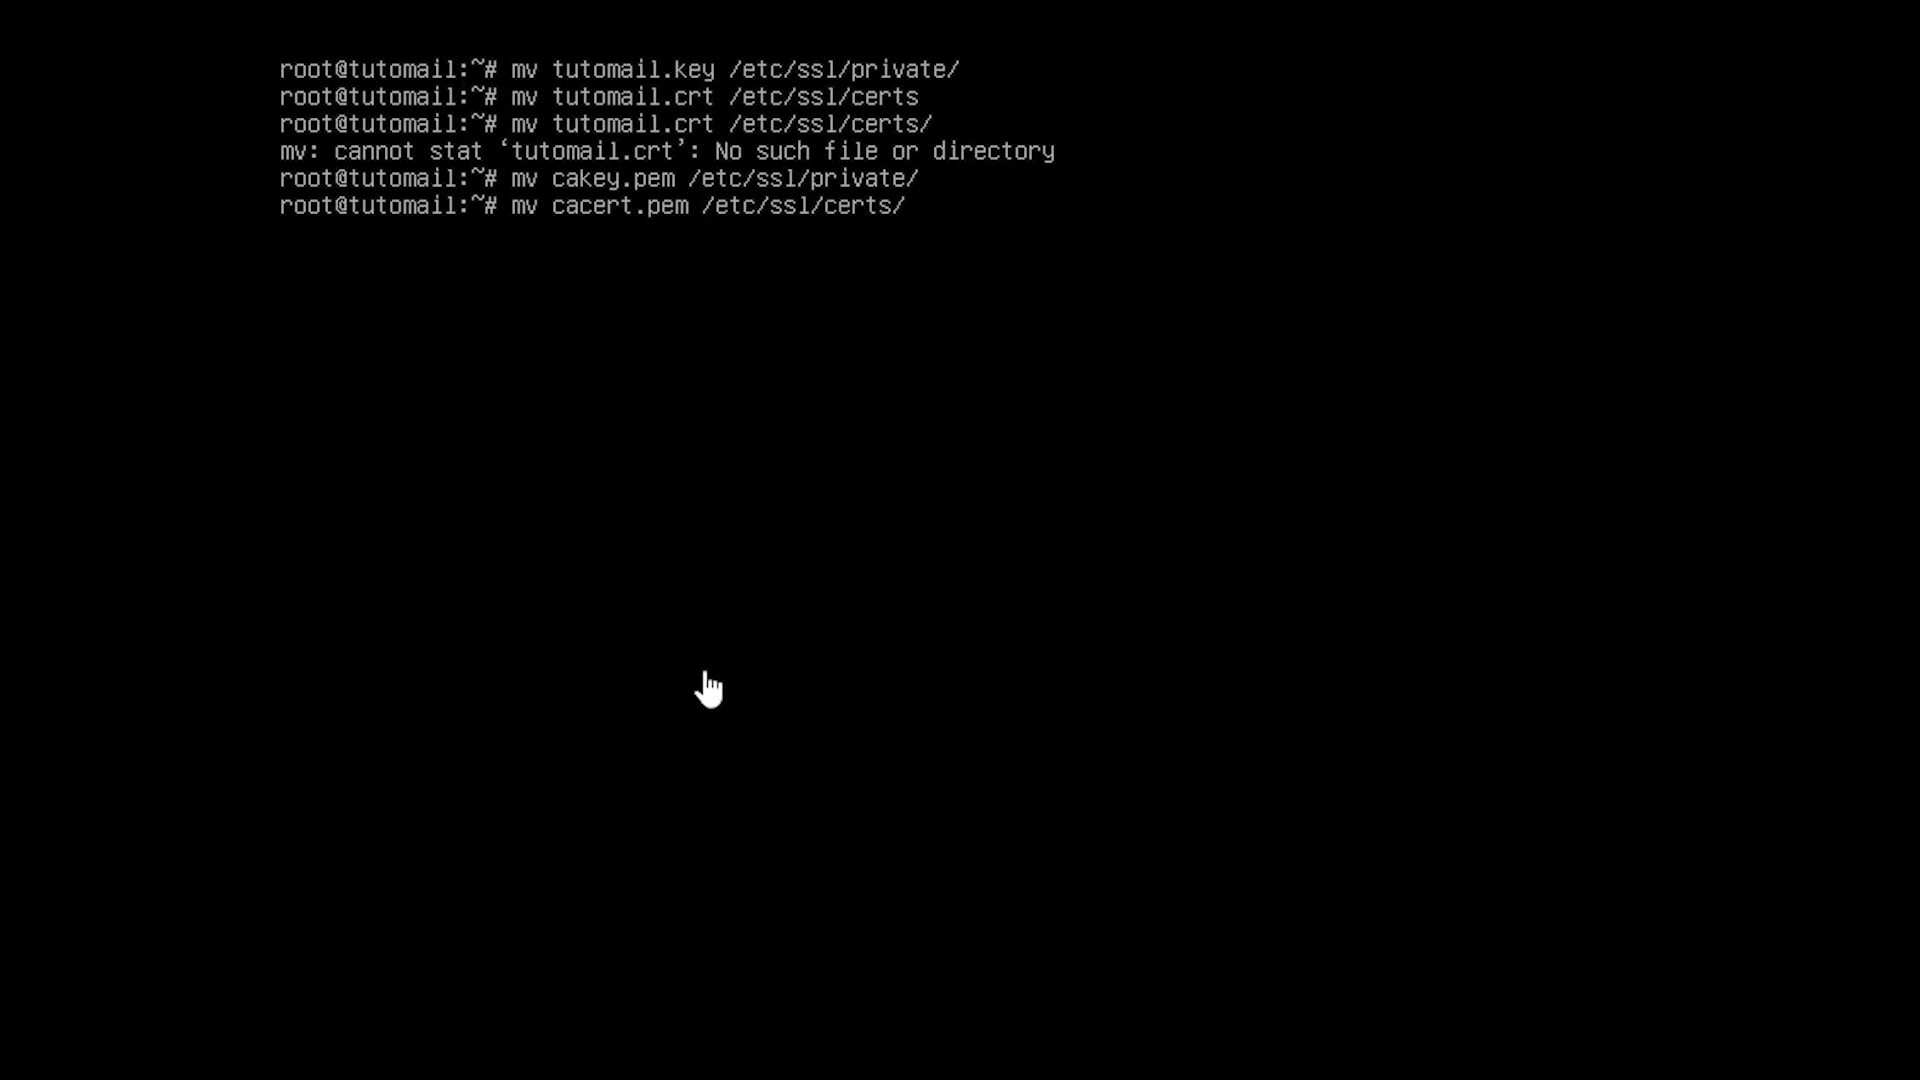 root@tutomail:~# mv tutomail.key /etc/ssl/private/
root@tutomail:~# mv tutomail.crt /etc/ssl/certs
root@tutomail:~# mv tutomail.crt /etc/ssl/certs/
mv: cannot stat ‘tutomail.crt’: No such file or directory
root@tutomail:~# mv cakey.pem /etc/ssl/private/
root@tutomail:~# mv cacert.pem /etc/ssl/certs/